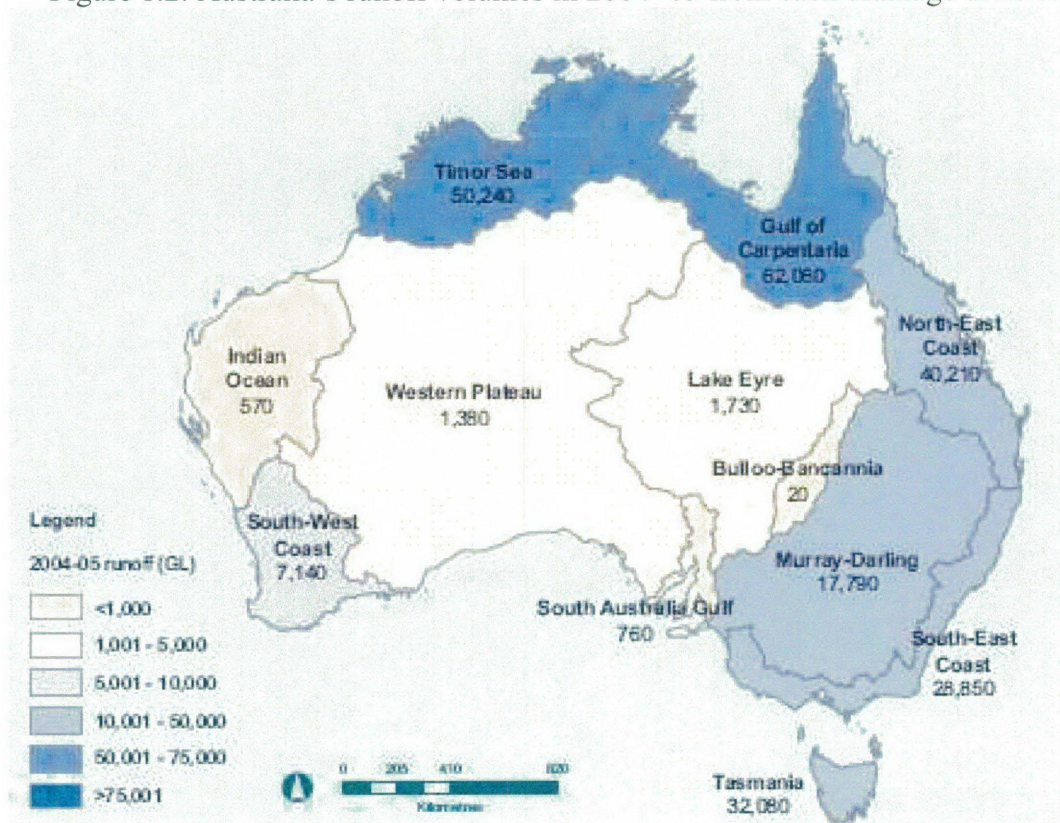 Timor Sea
50,240
Gulf of
Carpentaria
62,080
North-East
Coast
40,210
Indian
Ocean
570
Western Plateau
1,380
Lake Eyre
1,730
Bulloo-Bancannia
20
South-West
Coast
7,140
Murray-Darling
17,790
South Australia Gulf
760
South-East
Coast
28,850
Tasmania
32,080
Legend
2004-05 runoff (GL)
<1,000
1,001 - 5,000
5,001 - 10,000
10,001 - 50,000
50,001 - 75,000
>75,001
0 205 410 820
Kilometres